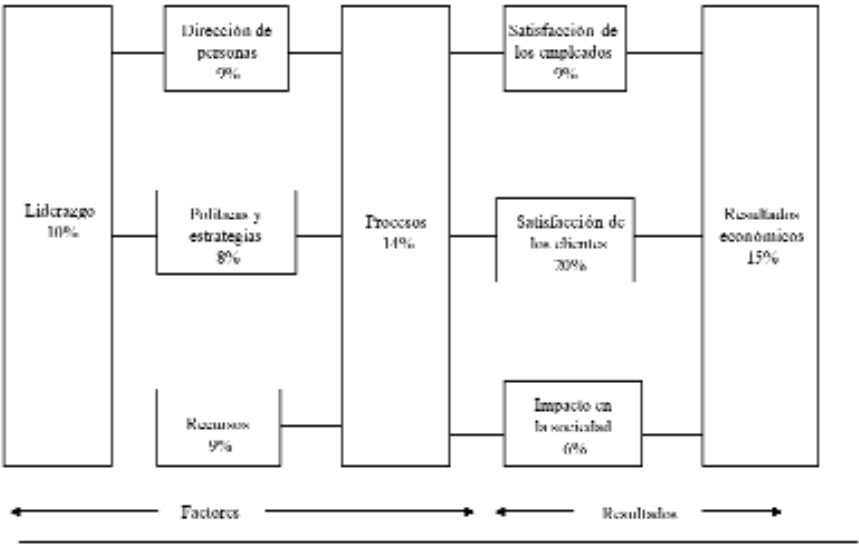 Dirección de
personas
9%
Satisfacción de
los empleados
9%
Liderazgo
10%
Políticas y
estrategias
8%
Procesos
14%
Satisfacción de
los clientes
20%
Resultados
económicos
15%
Recursos
9%
Impacto en
la sociedad
6%
Factores
Resultados